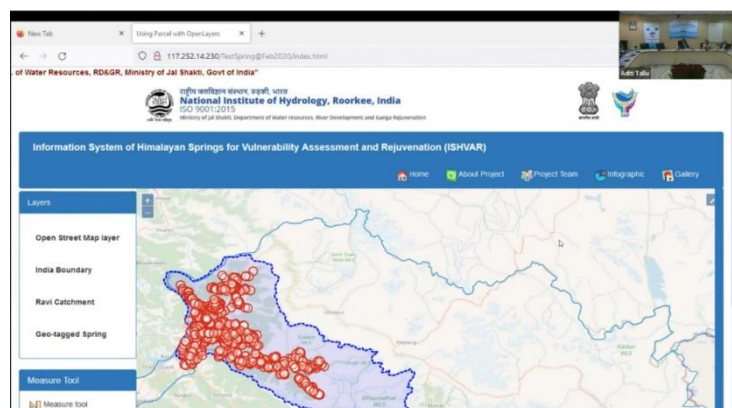 New Tab
Using Parcel with OpenLayers
117.252.14.230/TestSpring@Feb2020/index.html
of Water Resources, RD&GR, Ministry of Jal Shakti, Govt of India"
Aditi Tallu
राष्ट्रीय जलविज्ञान संस्थान, रुड़की, भारत
National Institute of Hydrology, Roorkee, India
ISO 9001:2015
Ministry of Jal Shakti, Department of Water resources, River Development and Ganga Rejuvenation
Information System of Himalayan Springs for Vulnerability Assessment and Rejuvenation (ISHVAR)
Home
About Project
Project Team
Infographic
Gallery
Layers
Open Street Map layer
India Boundary
Ravi Catchment
Geo-tagged Spring
Measure Tool
Measure tool